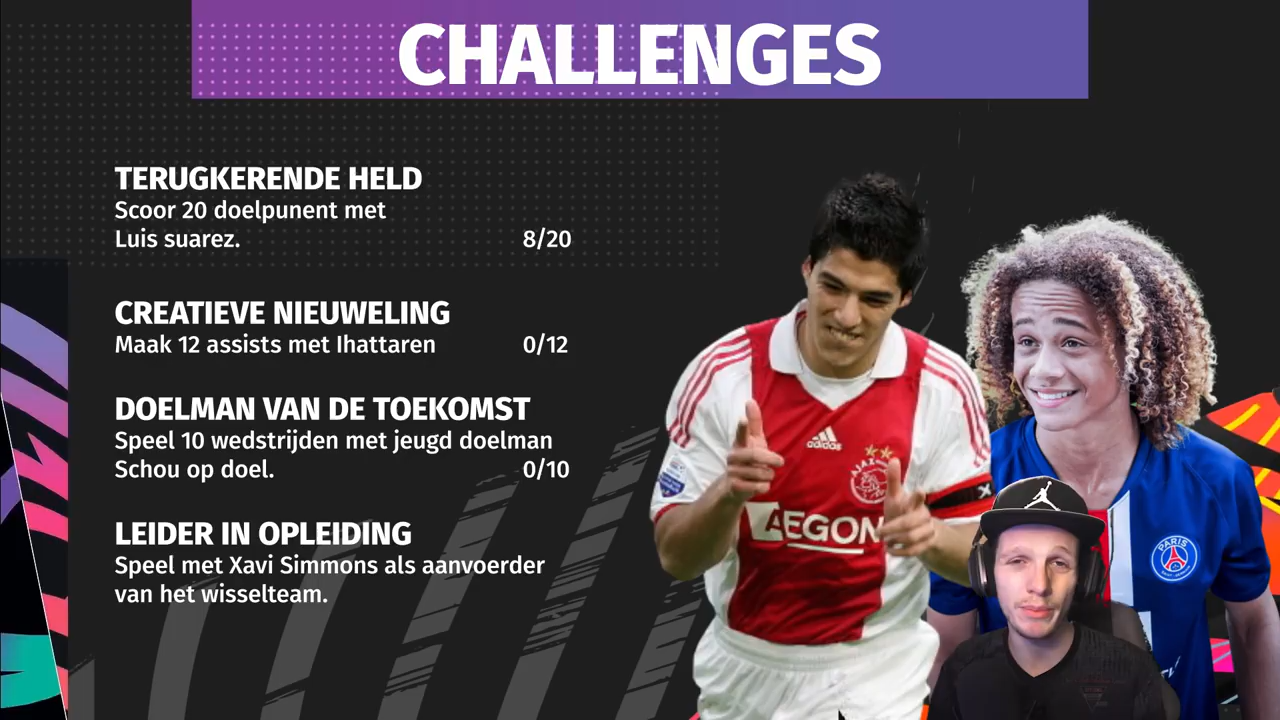 CHALLENGES
TERUGKERENDE HELD
Scoor 20 doelpunent met
Luis suarez. 8/20
CREATIEVE NIEUWELING
Maak 12 assists met Ihattaren 0/12
DOELMAN VAN DE TOEKOMST
Speel 10 wedstrijden met jeugd doelman
Schou op doel. 0/10
LEIDER IN OPLEIDING
Speel met Xavi Simmons als aanvoerder
van het wisselteam.
adidas
AJAX
AEGON
PARIS